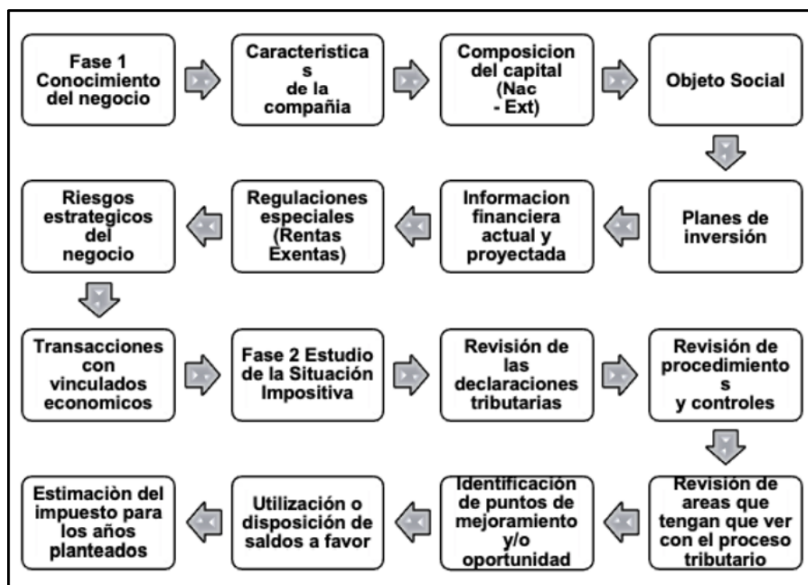 Fase 1
Conocimiento
del negocio
Caracteristica
s
de la
compañia
Composicion
del capital
(Nac
- Ext)
Objeto Social
Planes de
inversión
Informacion
financiera
actual y
proyectada
Regulaciones
especiales
(Rentas
Exentas)
Riesgos
estrategicos
del
negocio
Transacciones
con
vinculados
economicos
Fase 2 Estudio
de la Situación
Impositiva
Revisión de
las
declaraciones
tributarias
Revisión de
procedimiento
s
y controles
Revisión de
areas que
tengan que ver
con el proceso
tributario
Identificación
de puntos de
mejoramiento
y/o
oportunidad
Utilización o
disposición de
saldos a favor
Estimaciòn del
impuesto para
los años
planteados